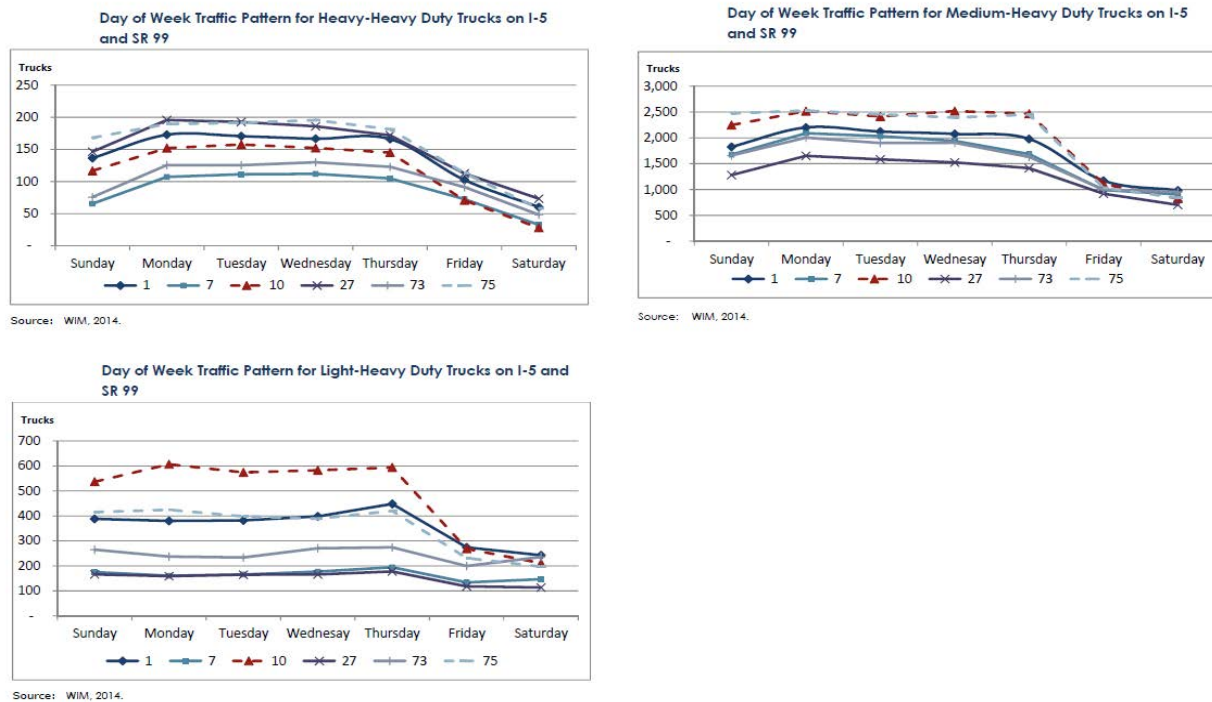 Day of Week Traffic Pattern for Heavy-Heavy Duty Trucks on I-5
and SR 99
Trucks
250
200
150
100
50
-
Sunday Monday Tuesday Wednesday Thursday Friday Saturday
1 7 10 27 73 75
Source: WIM, 2014.
Day of Week Traffic Pattern for Medium-Heavy Duty Trucks on I-5
and SR 99
Trucks
3,000
2,500
2,000
1,500
1,000
500
-
Sunday Monday Tuesday Wednesay Thursday Friday Saturday
1 7 10 27 73 75
Source: WIM, 2014.
Day of Week Traffic Pattern for Light-Heavy Duty Trucks on I-5 and
SR 99
Trucks
700
600
500
400
300
200
100
-
Sunday Monday Tuesday Wednesay Thursday Friday Saturday
1 7 10 27 73 75
Source: WIM, 2014.